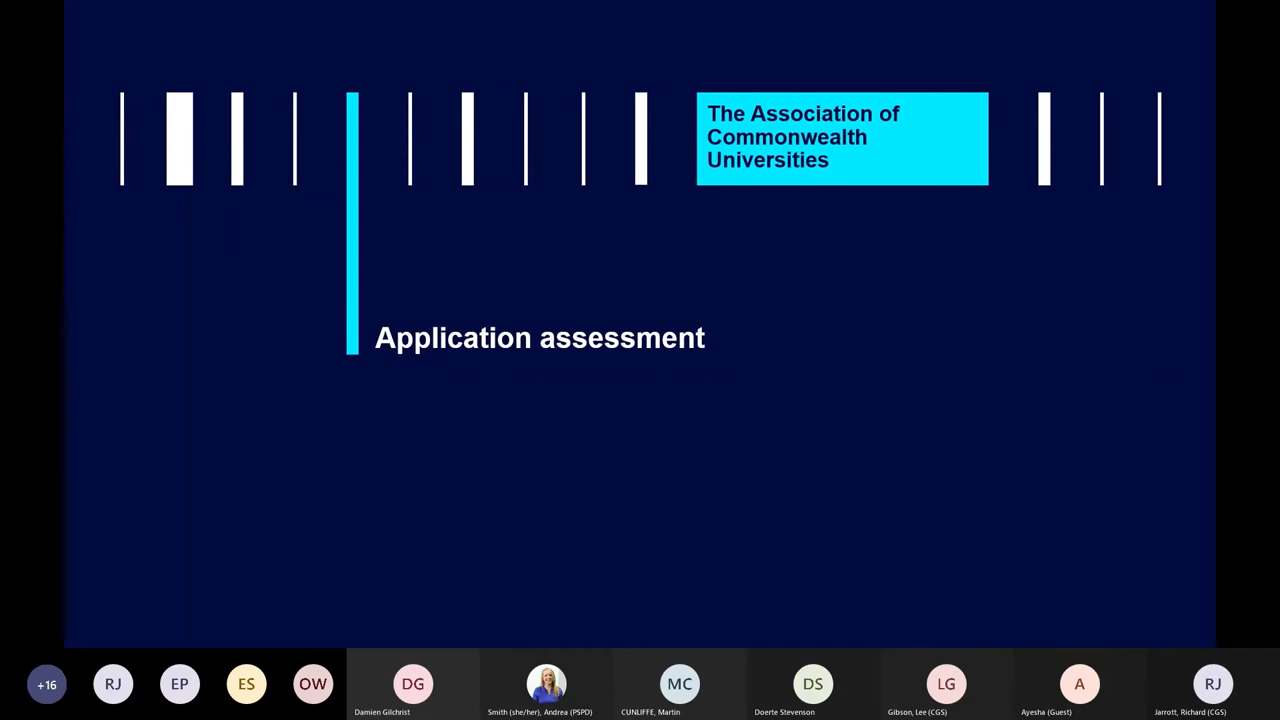 The Association of
Commonwealth
Universities
Application assessment
+16
RJ
EP
ES
OW
DG
MC
DS
LG
A
RJ
Damien Gilchrist
Smith (she/her), Andrea (PSPD)
CUNLIFFE, Martin
Doerte Stevenson
Gibson, Lee (CGS)
Ayesha (Guest)
Jarrott, Richard (CGS)